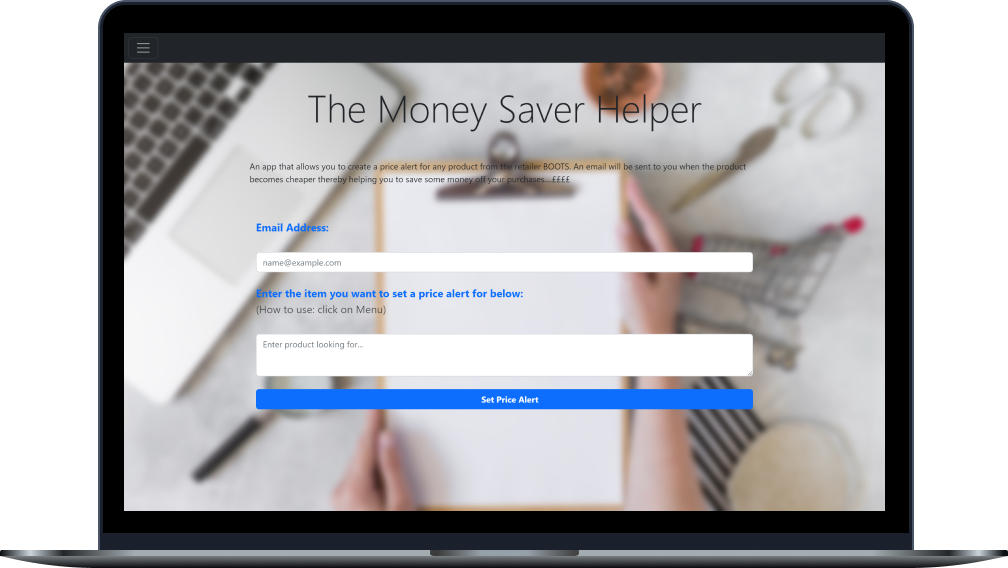 The Money Saver Helper
An app that allows you to create a price alert for any product from the retailer BOOTS. An email will be sent to you when the product
becomes cheaper thereby helping you to save some money off your purchases...££££
Email Address:
name@example.com
Enter the item you want to set a price alert for below:
(How to use: click on Menu)
Enter product looking for...
Set Price Alert